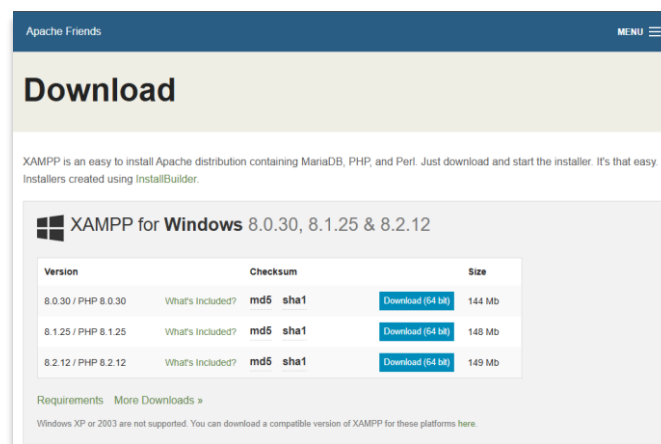 Apache Friends MENU
Download
XAMPP is an easy to install Apache distribution containing MariaDB, PHP, and Perl. Just download and start the installer. It's that easy.
Installers created using InstallBuilder.
XAMPP for Windows 8.0.30, 8.1.25 & 8.2.12
Version Checksum Size
8.0.30 / PHP 8.0.30 What's Included? md5 sha1 Download (64 bit) 144 Mb
8.1.25 / PHP 8.1.25 What's Included? md5 sha1 Download (64 bit) 148 Mb
8.2.12 / PHP 8.2.12 What's Included? md5 sha1 Download (64 bit) 149 Mb
Requirements More Downloads »
Windows XP or 2003 are not supported. You can download a compatible version of XAMPP for these platforms here.